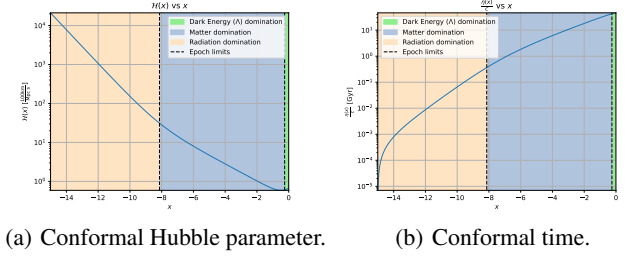 ℋ(x) vs x
Dark Energy (Λ) domination
Matter domination
Radiation domination
Epoch limits
10⁴
10³
10²
10¹
10⁰
−14 −12 −10 −8 −6 −4 −2 0
x
η(x)/c vs x
Dark Energy (Λ) domination
Matter domination
Radiation domination
Epoch limits
η(x)/c [Gyr]
10¹
10⁰
10⁻¹
10⁻²
10⁻³
10⁻⁴
10⁻⁵
−14 −12 −10 −8 −6 −4 −2 0
x
(a) Conformal Hubble parameter.
(b) Conformal time.